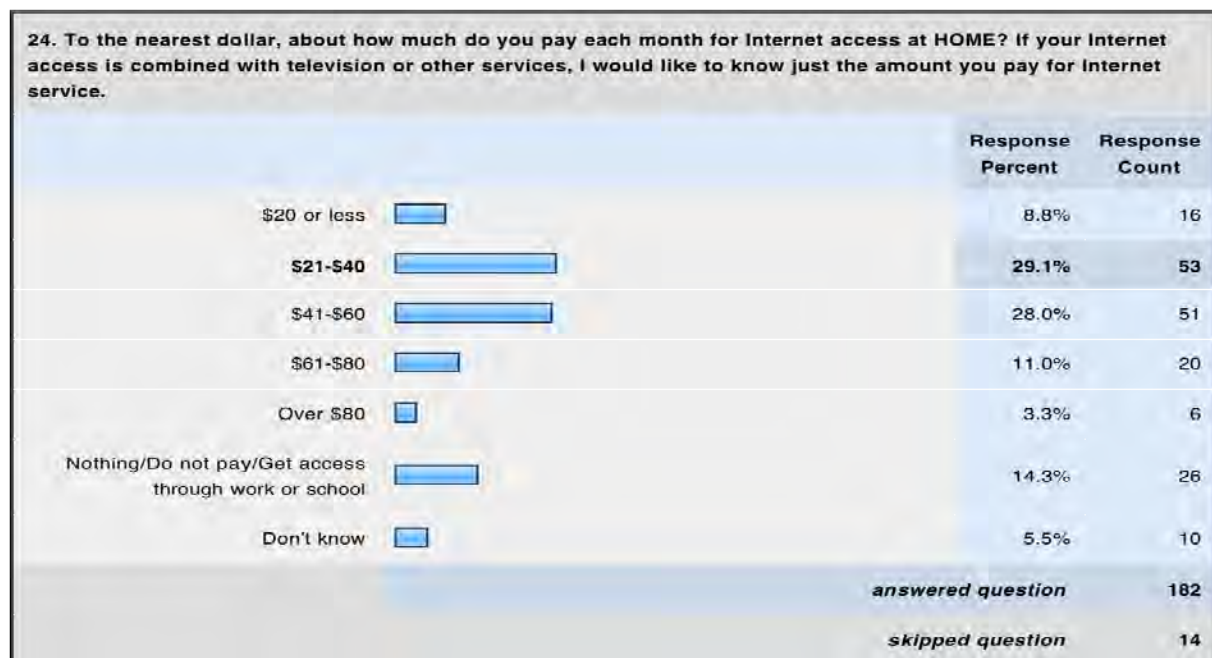 24. To the nearest dollar, about how much do you pay each month for Internet access at HOME? If your Internet
access is combined with television or other services, I would like to know just the amount you pay for Internet
service.
Response Percent Response Count
$20 or less 8.8% 16
$21-$40 29.1% 53
$41-$60 28.0% 51
$61-$80 11.0% 20
Over $80 3.3% 6
Nothing/Do not pay/Get access
through work or school 14.3% 26
Don't know 5.5% 10
answered question 182
skipped question 14